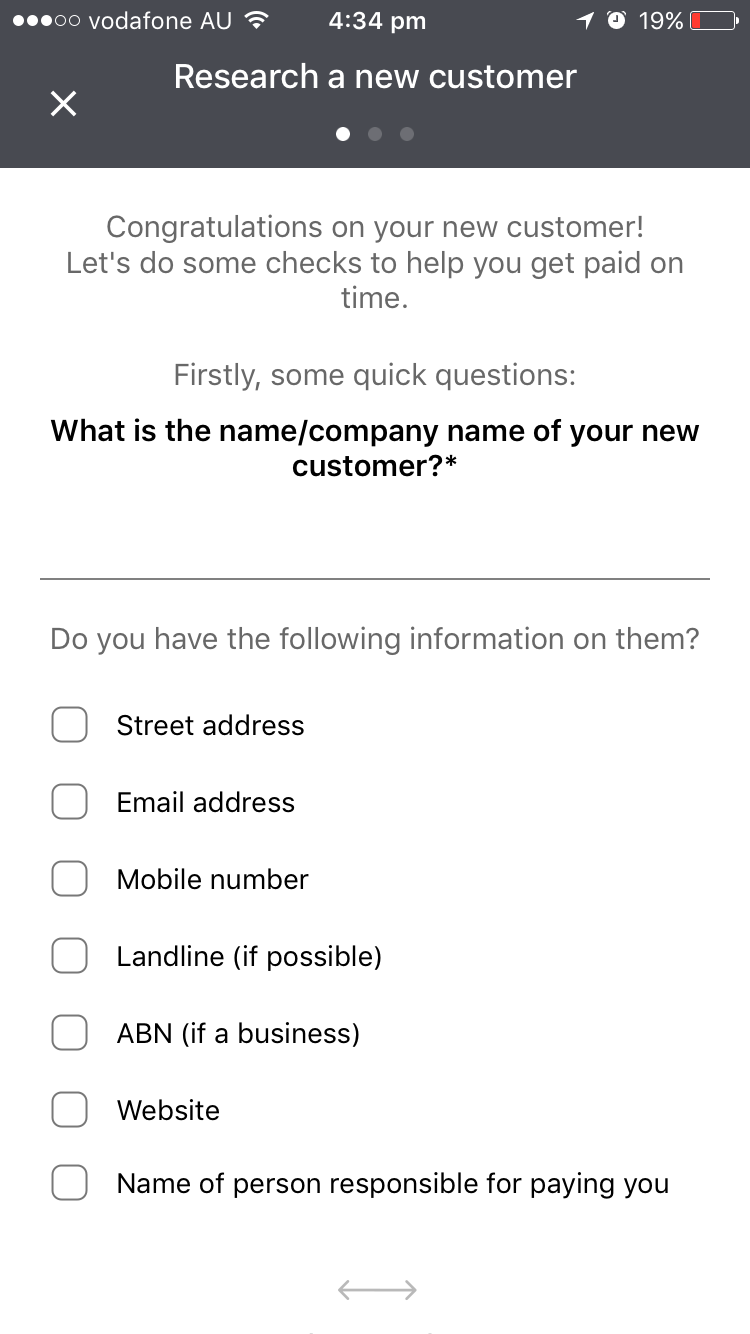 vodafone AU 4:34 pm 19%
Research a new customer
Congratulations on your new customer!
Let's do some checks to help you get paid on
time.
Firstly, some quick questions:
What is the name/company name of your new
customer?*
Do you have the following information on them?
Street address
Email address
Mobile number
Landline (if possible)
ABN (if a business)
Website
Name of person responsible for paying you